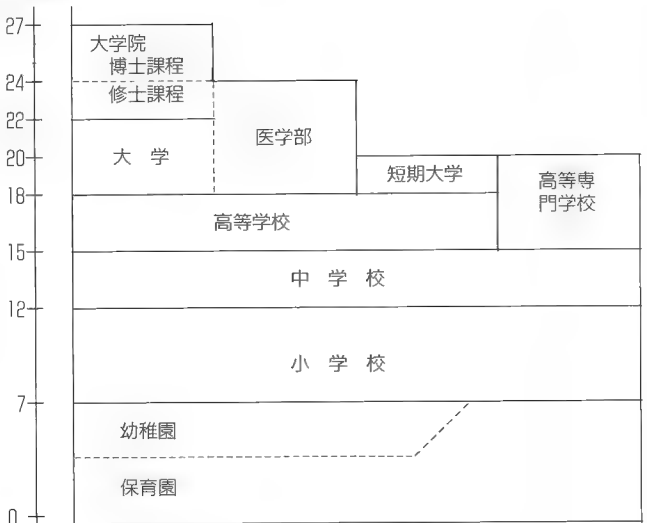 27
大学院
博士課程
24
修士課程
22
医学部
20
大 学
短期大学
高等専
門学校
18
高等学校
15
中 学 校
12
小 学 校
7
幼稚園
保育園
0